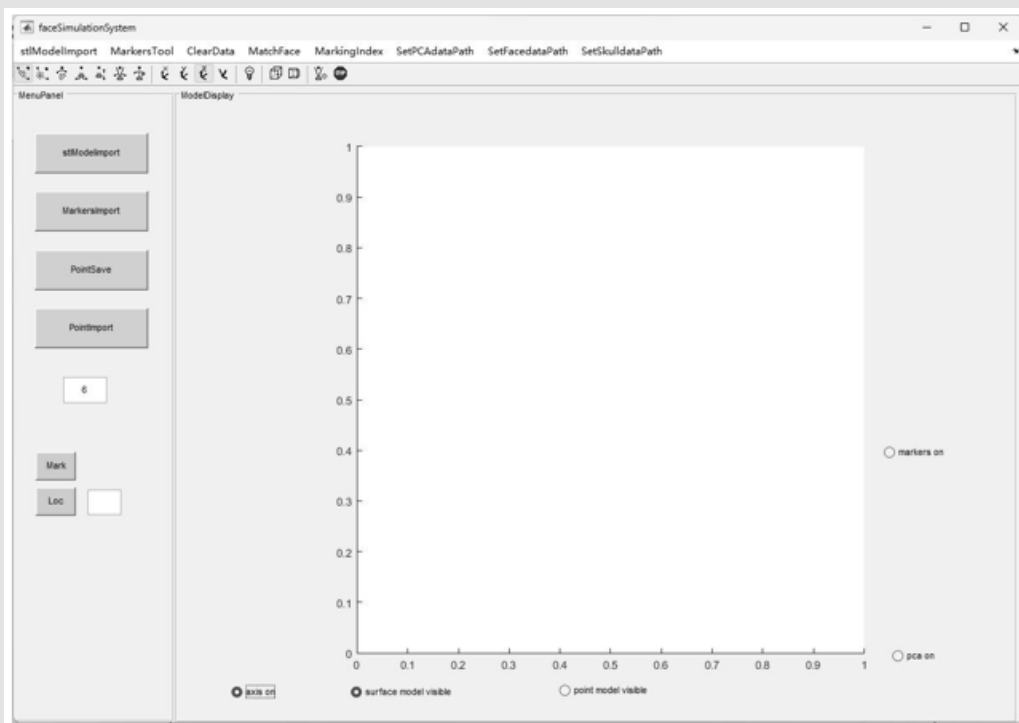 faceSimulationSystem
stlModelImport MarkersTool ClearData MatchFace MarkingIndex SetPCAdataPath SetFacedataPath SetSkulldataPath
MenuPanel
ModelDisplay
stlModelImport
MarkersImport
PointSave
PointImport
6
Mark
Loc
1
0.9
0.8
0.7
0.6
0.5
0.4
0.3
0.2
0.1
0
0 0.1 0.2 0.3 0.4 0.5 0.6 0.7 0.8 0.9 1
markers on
pca on
axis on surface model visible point model visible